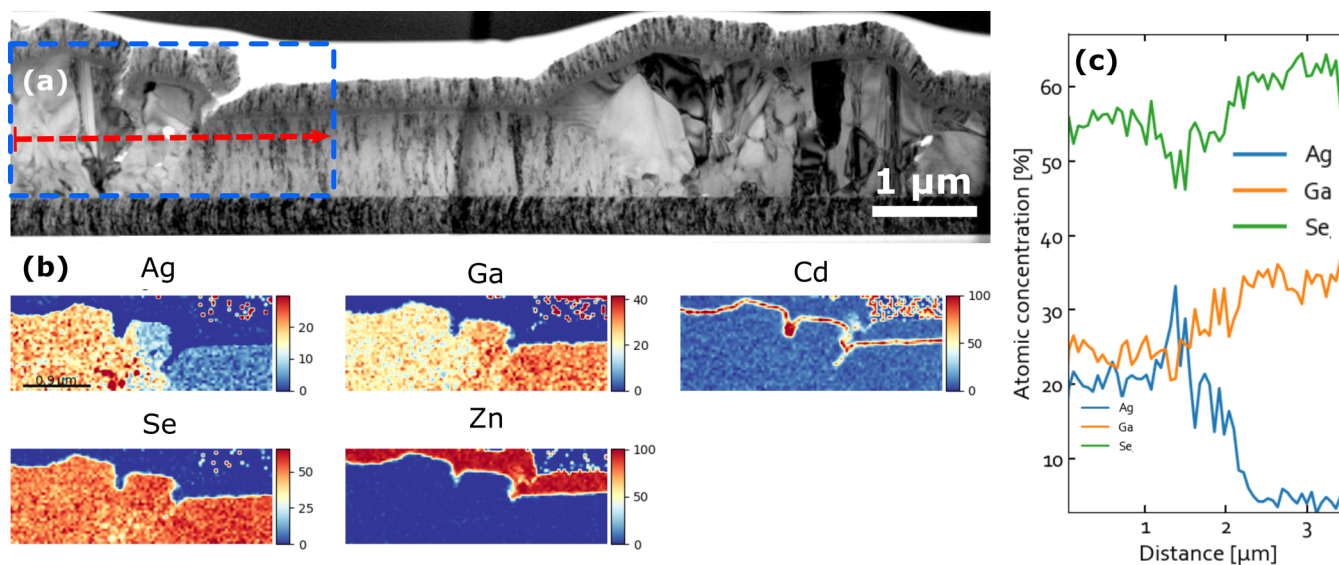 (a)
1 µm
(b)
Ag
Ga
Cd
20
10
0
0.9 µm
40
20
0
100
50
0
Se
Zn
50
25
0
100
50
0
(c)
Atomic concentration [%]
60
50
40
30
20
10
Ag
Ga
Se
Ag
Ga
Se
1
2
3
Distance [µm]